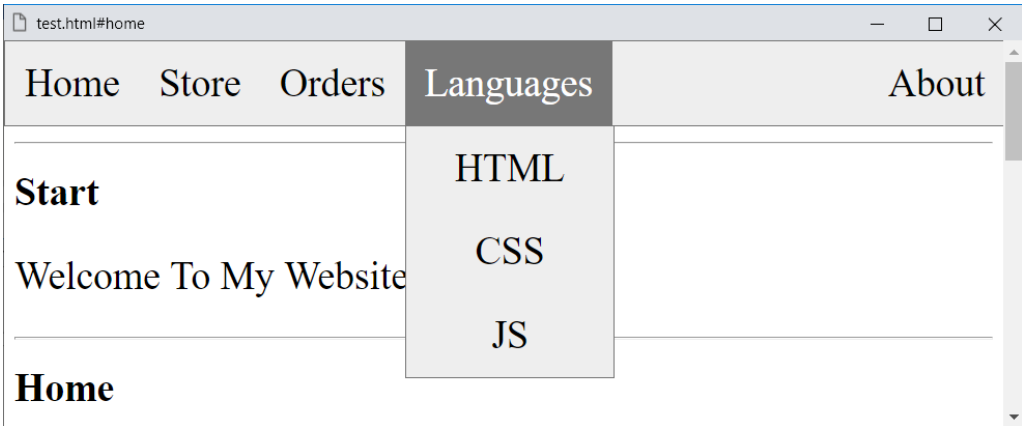 test.html#home
Home Store Orders Languages About
HTML
Start
CSS
Welcome To My Website
JS
Home